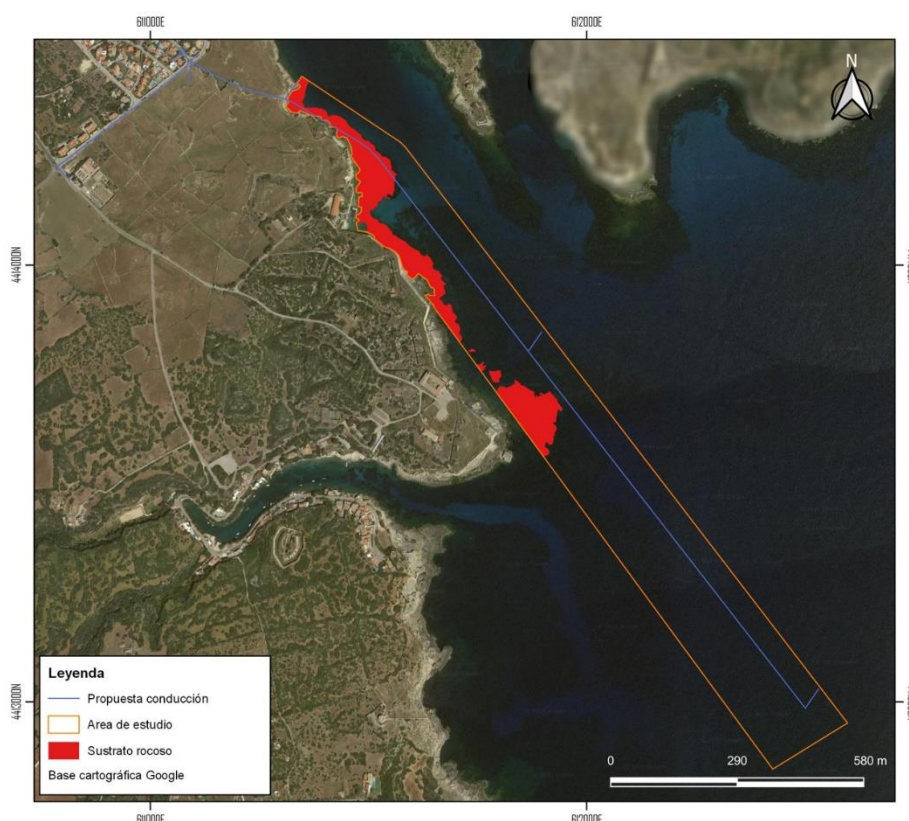 611000E
612000E
N
4414000N
4413000N
Leyenda
Propuesta conducción
Area de estudio
Sustrato rocoso
Base cartográfica Google
0
290
580 m
611000E
612000E